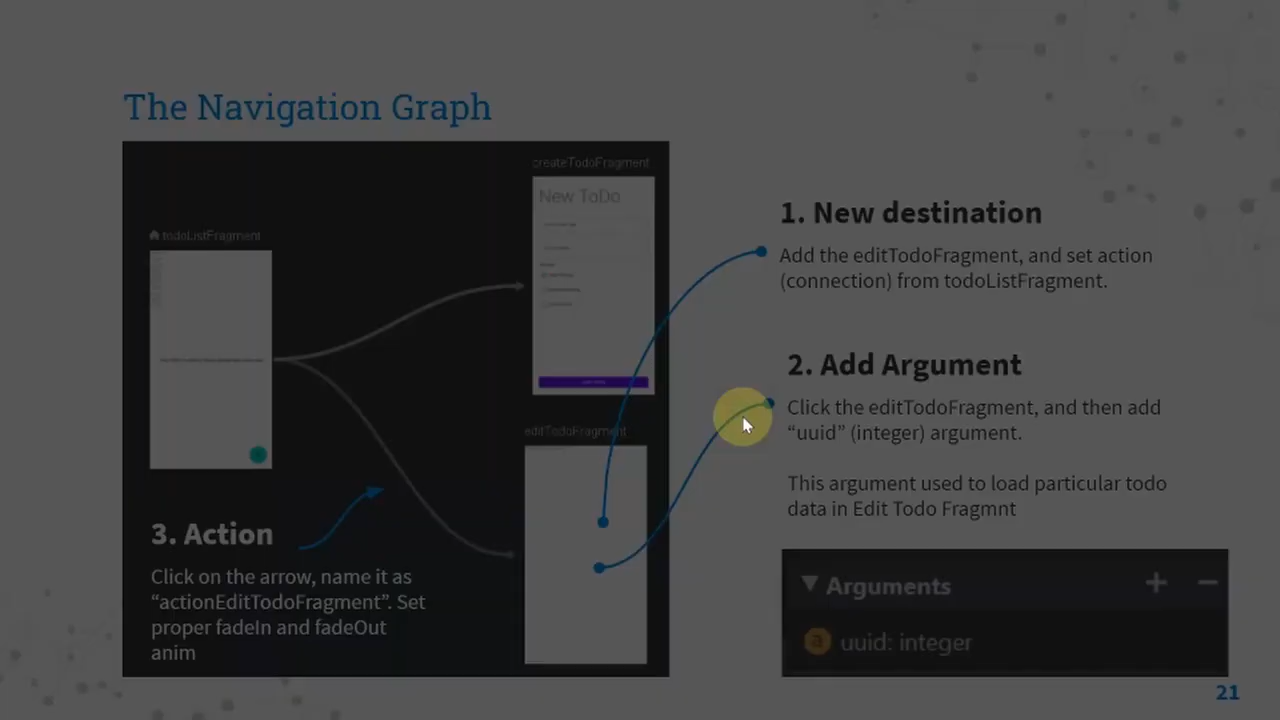 The Navigation Graph
createTodoFragment
New ToDo
todoListFragment
editTodoFragment
3. Action
Click on the arrow, name it as
“actionEditTodoFragment”. Set
proper fadeIn and fadeOut
anim
1. New destination
Add the editTodoFragment, and set action
(connection) from todoListFragment.
2. Add Argument
Click the editTodoFragment, and then add
“uuid” (integer) argument.
This argument used to load particular todo
data in Edit Todo Fragmnt
Arguments
a uuid: integer
21